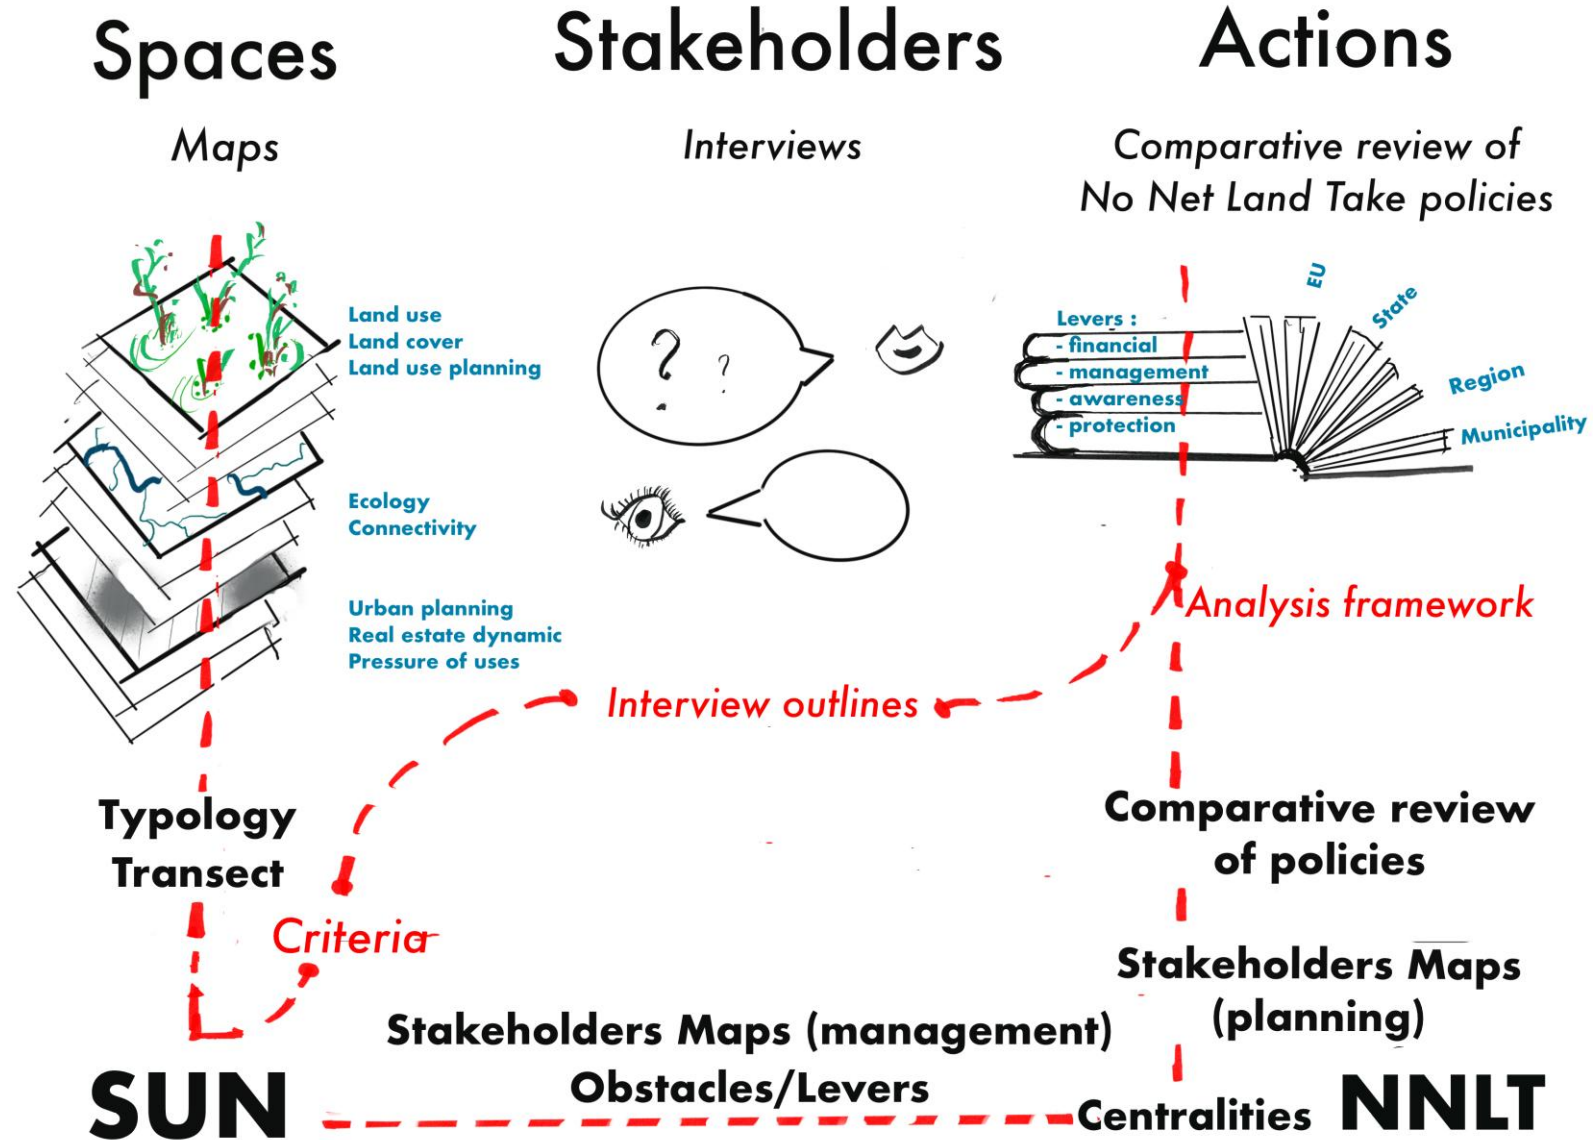 Spaces
Stakeholders
Actions
Maps
Interviews
Comparative review of
No Net Land Take policies
Land use
Land cover
Land use planning
Ecology
Connectivity
Urban planning
Real estate dynamic
Pressure of uses
? ?
Levers :
- financial
- management
- awareness
- protection
EU
State
Region
Municipality
Analysis framework
Interview outlines
Typology
Transect
Criteria
Comparative review
of policies
Stakeholders Maps
(planning)
Stakeholders Maps (management)
Obstacles/Levers
SUN
Centralities
NNLT